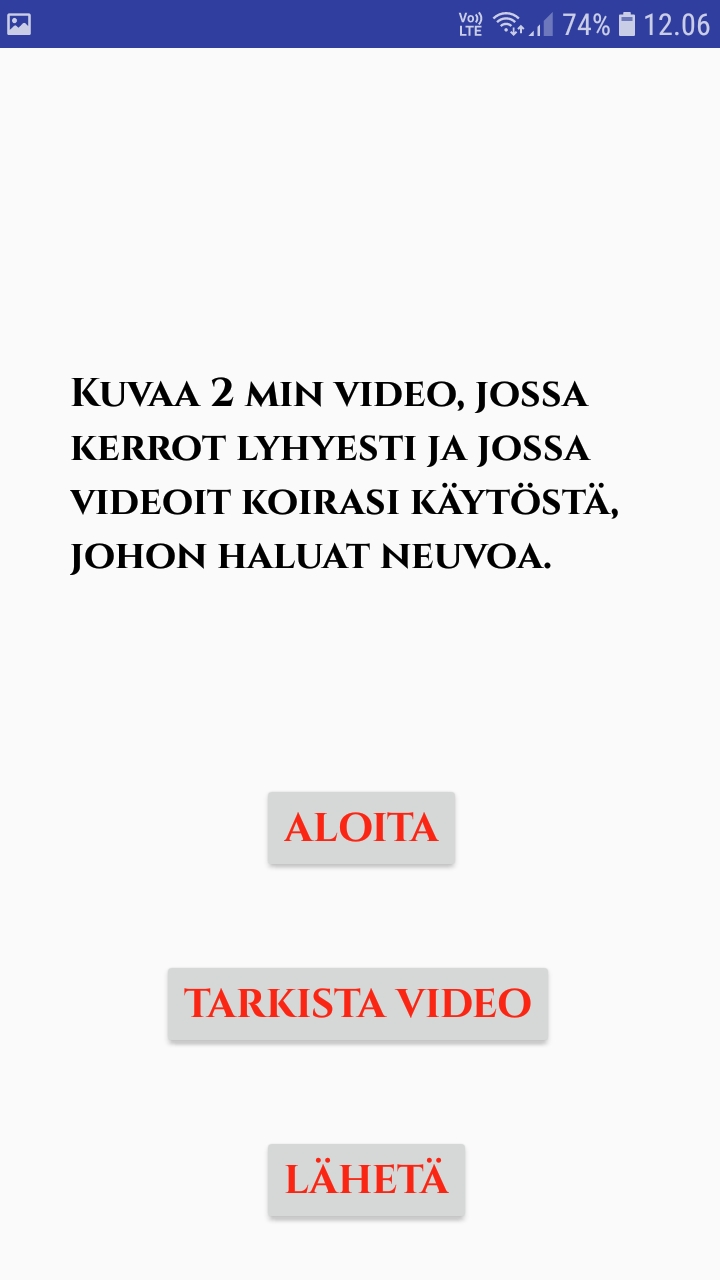 Vo)) LTE 74% 12.06
Kuvaa 2 min video, jossa
kerrot lyhyesti ja jossa
videoit koirasi käytöstä,
johon haluat neuvoa.
ALOITA
TARKISTA VIDEO
LÄHETÄ